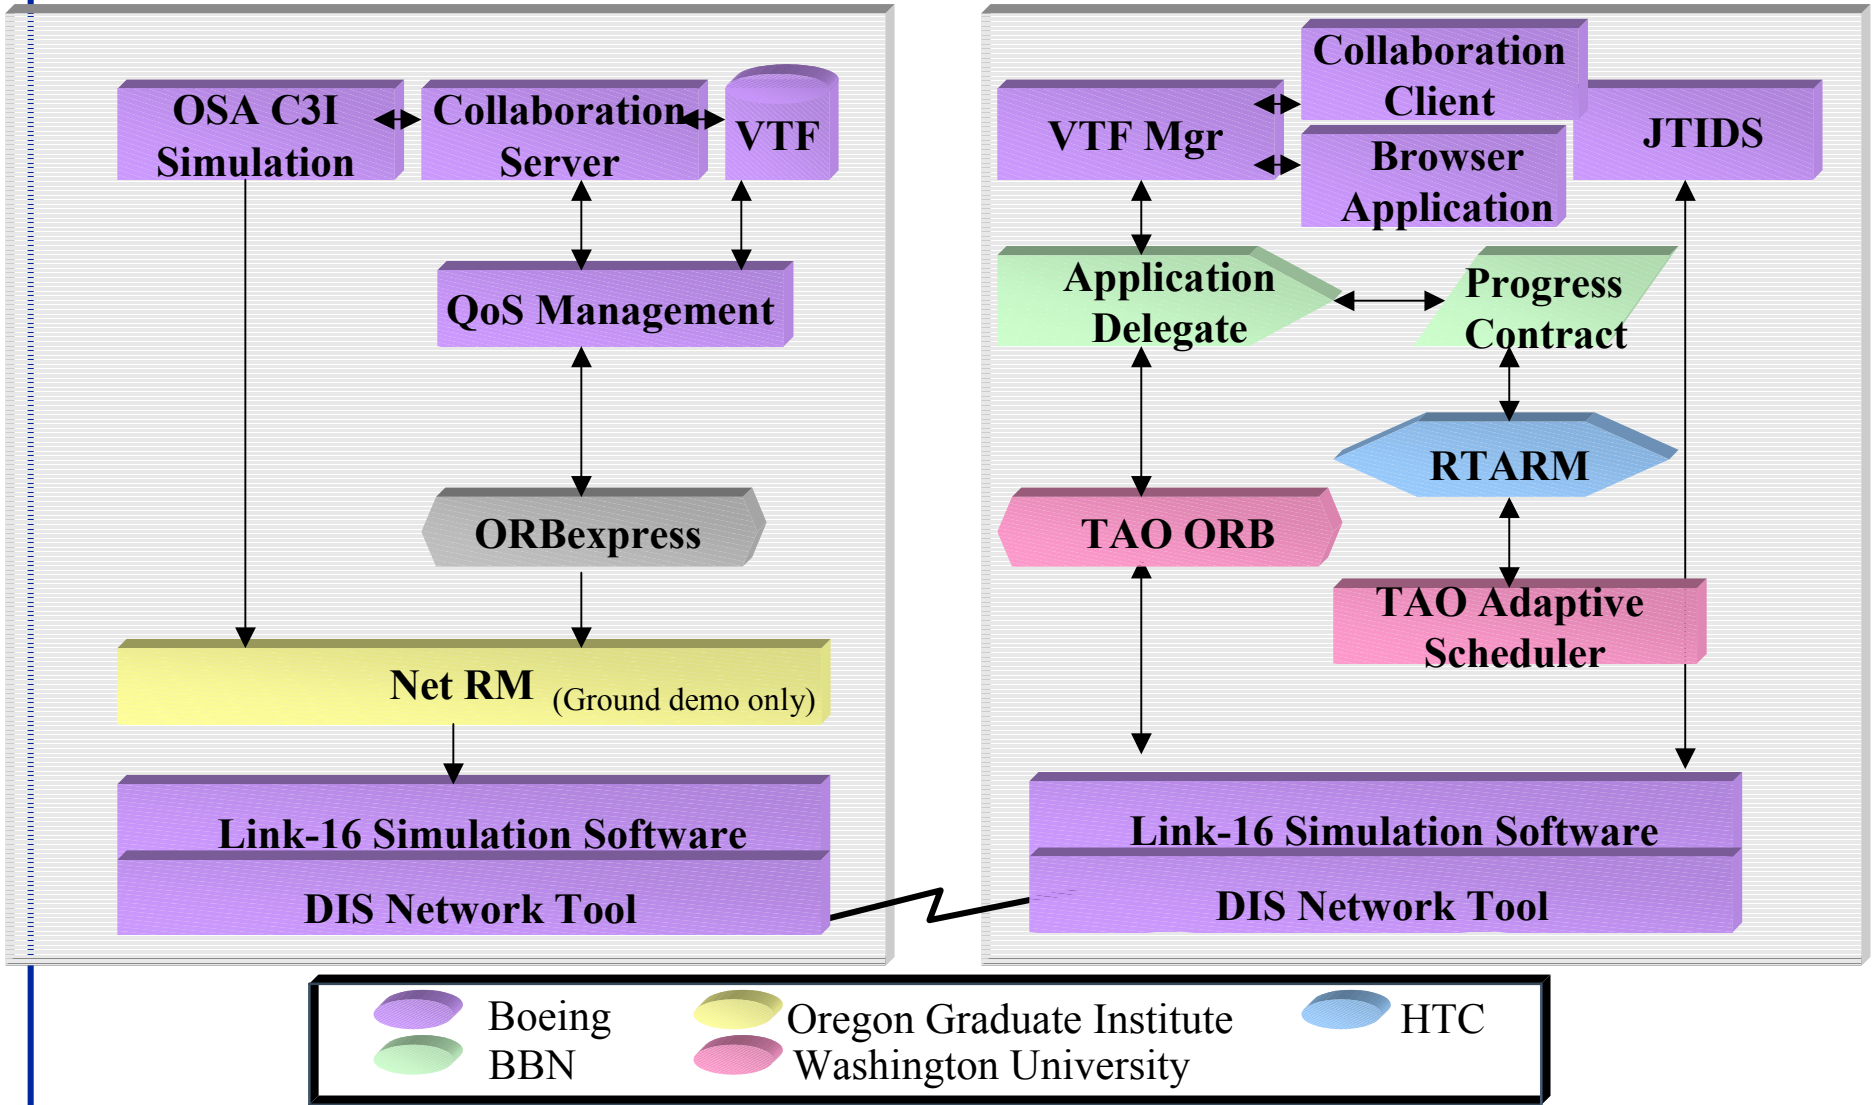 OSA C3I
Simulation
Collaboration
Server
VTF
QoS Management
ORBexpress
Net RM (Ground demo only)
Link-16 Simulation Software
DIS Network Tool
VTF Mgr
Collaboration
Client
Browser
Application
JTIDS
Application
Delegate
Progress
Contract
RTARM
TAO ORB
TAO Adaptive
Scheduler
Link-16 Simulation Software
DIS Network Tool
Boeing
Oregon Graduate Institute
HTC
BBN
Washington University